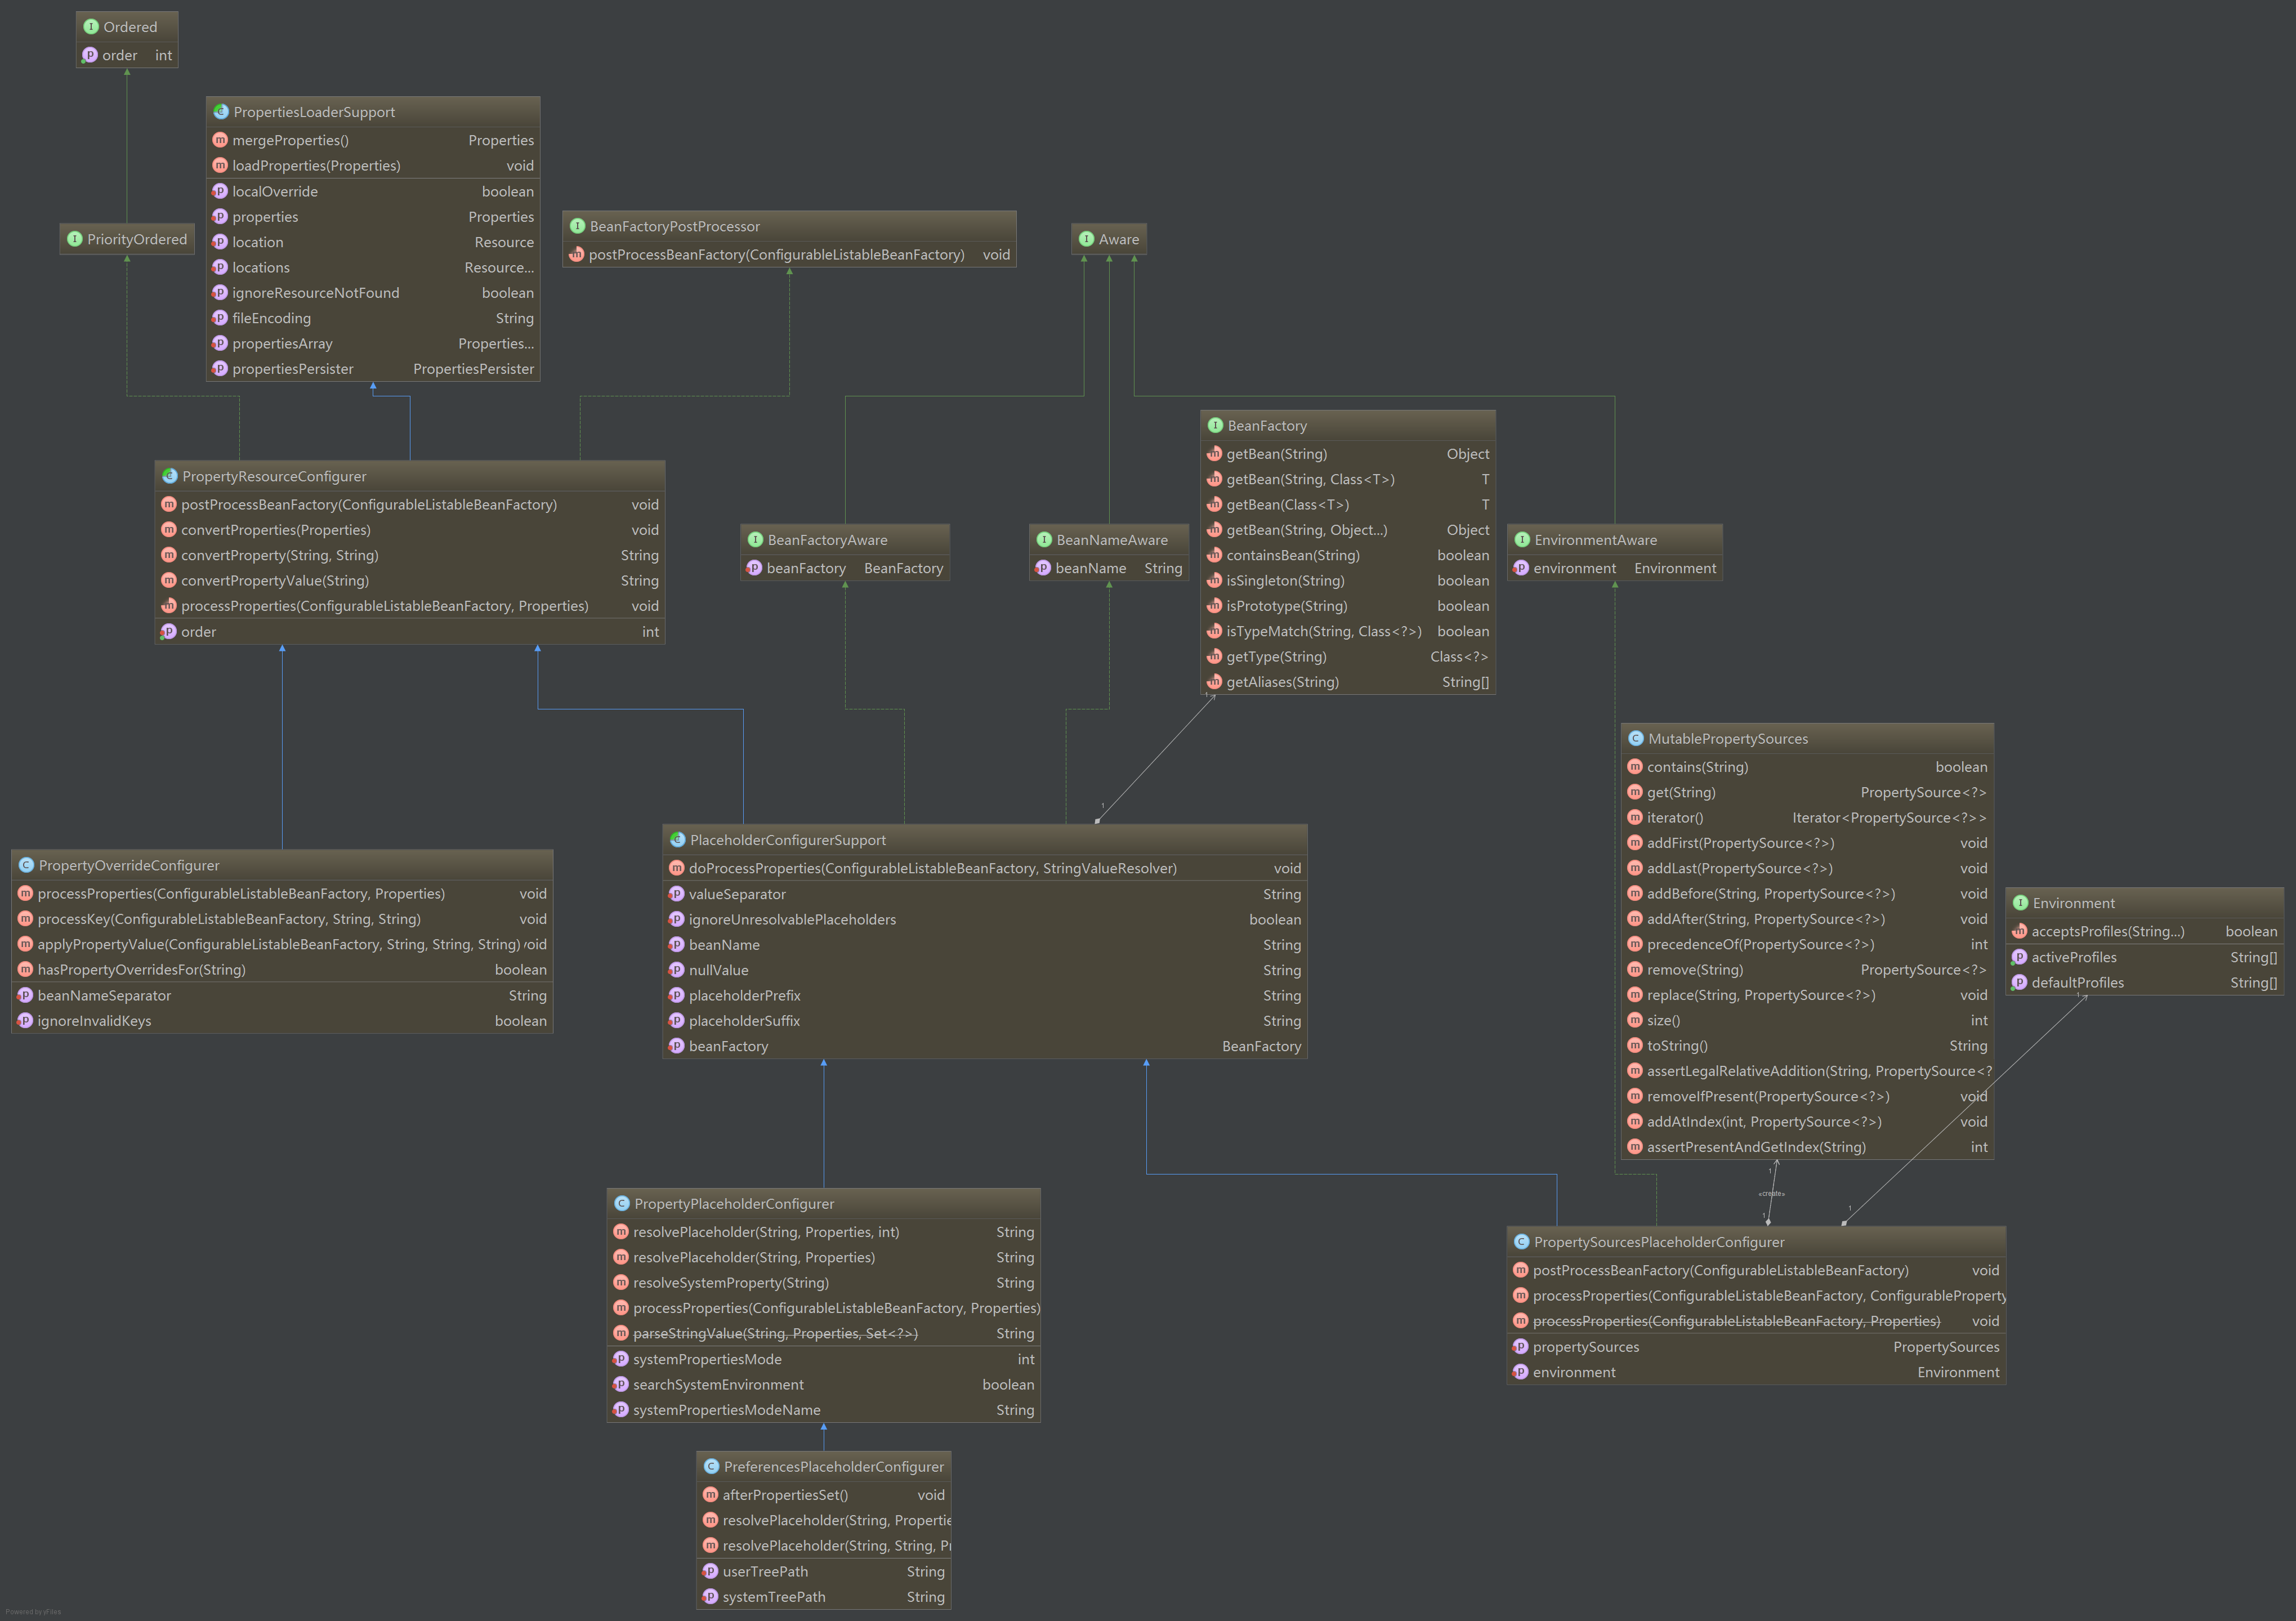 Ordered
order int
PropertiesLoaderSupport
mergeProperties() Properties
loadProperties(Properties) void
localOverride boolean
properties Properties
location Resource
locations Resource...
ignoreResourceNotFound boolean
fileEncoding String
propertiesArray Properties...
propertiesPersister PropertiesPersister
PriorityOrdered
BeanFactoryPostProcessor
postProcessBeanFactory(ConfigurableListableBeanFactory) void
Aware
BeanFactory
getBean(String) Object
getBean(String, Class<T>) T
getBean(Class<T>) T
getBean(String, Object...) Object
containsBean(String) boolean
isSingleton(String) boolean
isPrototype(String) boolean
isTypeMatch(String, Class<?>) boolean
getType(String) Class<?>
getAliases(String) String[]
1
1
PropertyResourceConfigurer
postProcessBeanFactory(ConfigurableListableBeanFactory) void
convertProperties(Properties) void
convertProperty(String, String) String
convertPropertyValue(String) String
processProperties(ConfigurableListableBeanFactory, Properties) void
order int
BeanFactoryAware
beanFactory BeanFactory
BeanNameAware
beanName String
EnvironmentAware
environment Environment
MutablePropertySources
contains(String) boolean
get(String) PropertySource<?>
iterator() Iterator<PropertySource<?>>
addFirst(PropertySource<?>) void
addLast(PropertySource<?>) void
addBefore(String, PropertySource<?>) void
addAfter(String, PropertySource<?>) void
precedenceOf(PropertySource<?>) int
remove(String) PropertySource<?>
replace(String, PropertySource<?>) void
size() int
toString() String
assertLegalRelativeAddition(String, PropertySource<?
removeIfPresent(PropertySource<?>) void
addAtIndex(int, PropertySource<?>) void
assertPresentAndGetIndex(String) int
1
«create»
1
PlaceholderConfigurerSupport
doProcessProperties(ConfigurableListableBeanFactory, StringValueResolver) void
valueSeparator String
ignoreUnresolvablePlaceholders boolean
beanName String
nullValue String
placeholderPrefix String
placeholderSuffix String
beanFactory BeanFactory
PropertyOverrideConfigurer
processProperties(ConfigurableListableBeanFactory, Properties) void
processKey(ConfigurableListableBeanFactory, String, String) void
applyPropertyValue(ConfigurableListableBeanFactory, String, String, String) void
hasPropertyOverridesFor(String) boolean
beanNameSeparator String
ignoreInvalidKeys boolean
Environment
acceptsProfiles(String...) boolean
activeProfiles String[]
defaultProfiles String[]
1
1
PropertyPlaceholderConfigurer
resolvePlaceholder(String, Properties, int) String
resolvePlaceholder(String, Properties) String
resolveSystemProperty(String) String
processProperties(ConfigurableListableBeanFactory, Properties)
parseStringValue(String, Properties, Set<?>) String
systemPropertiesMode int
searchSystemEnvironment boolean
systemPropertiesModeName String
PropertySourcesPlaceholderConfigurer
postProcessBeanFactory(ConfigurableListableBeanFactory) void
processProperties(ConfigurableListableBeanFactory, ConfigurableProperty
processProperties(ConfigurableListableBeanFactory, Properties) void
propertySources PropertySources
environment Environment
PreferencesPlaceholderConfigurer
afterPropertiesSet() void
resolvePlaceholder(String, Propertie
resolvePlaceholder(String, String, P
userTreePath String
systemTreePath String
Powered by yFiles